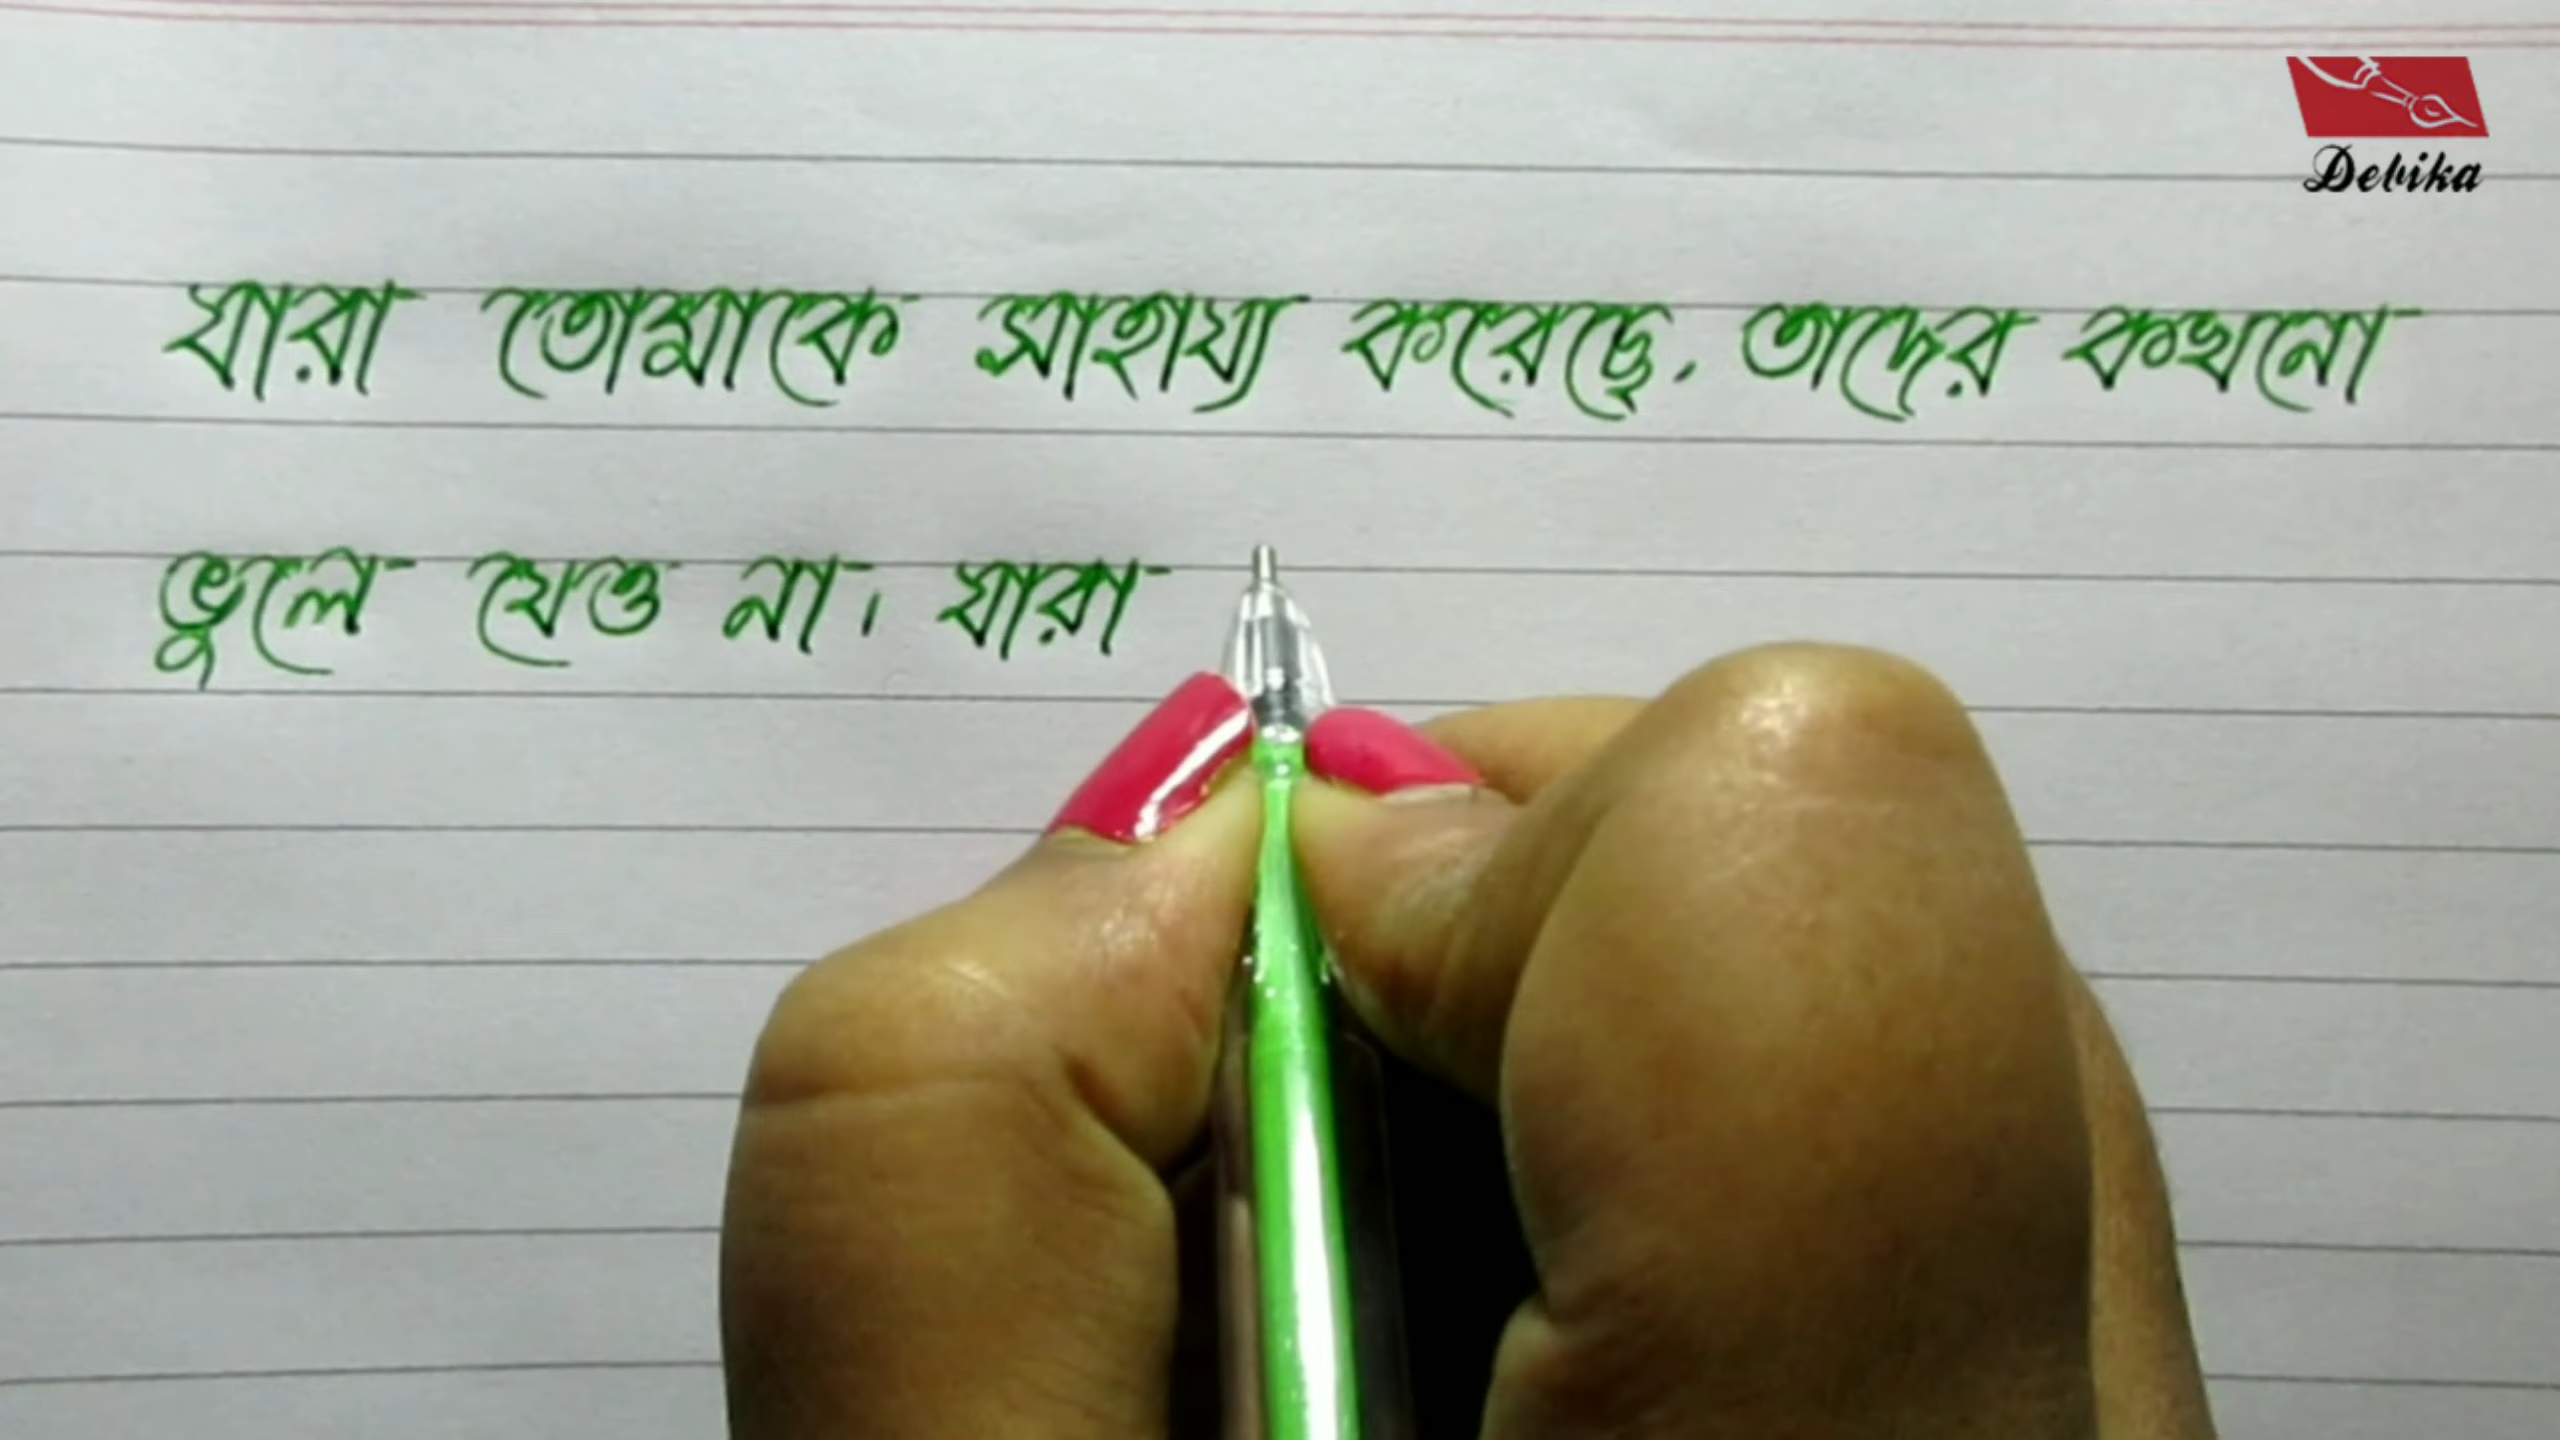 Debika
যারা তোমাকে সাহায্য করেছে, তাদের কখনো
ভুলে যেও না। যারা